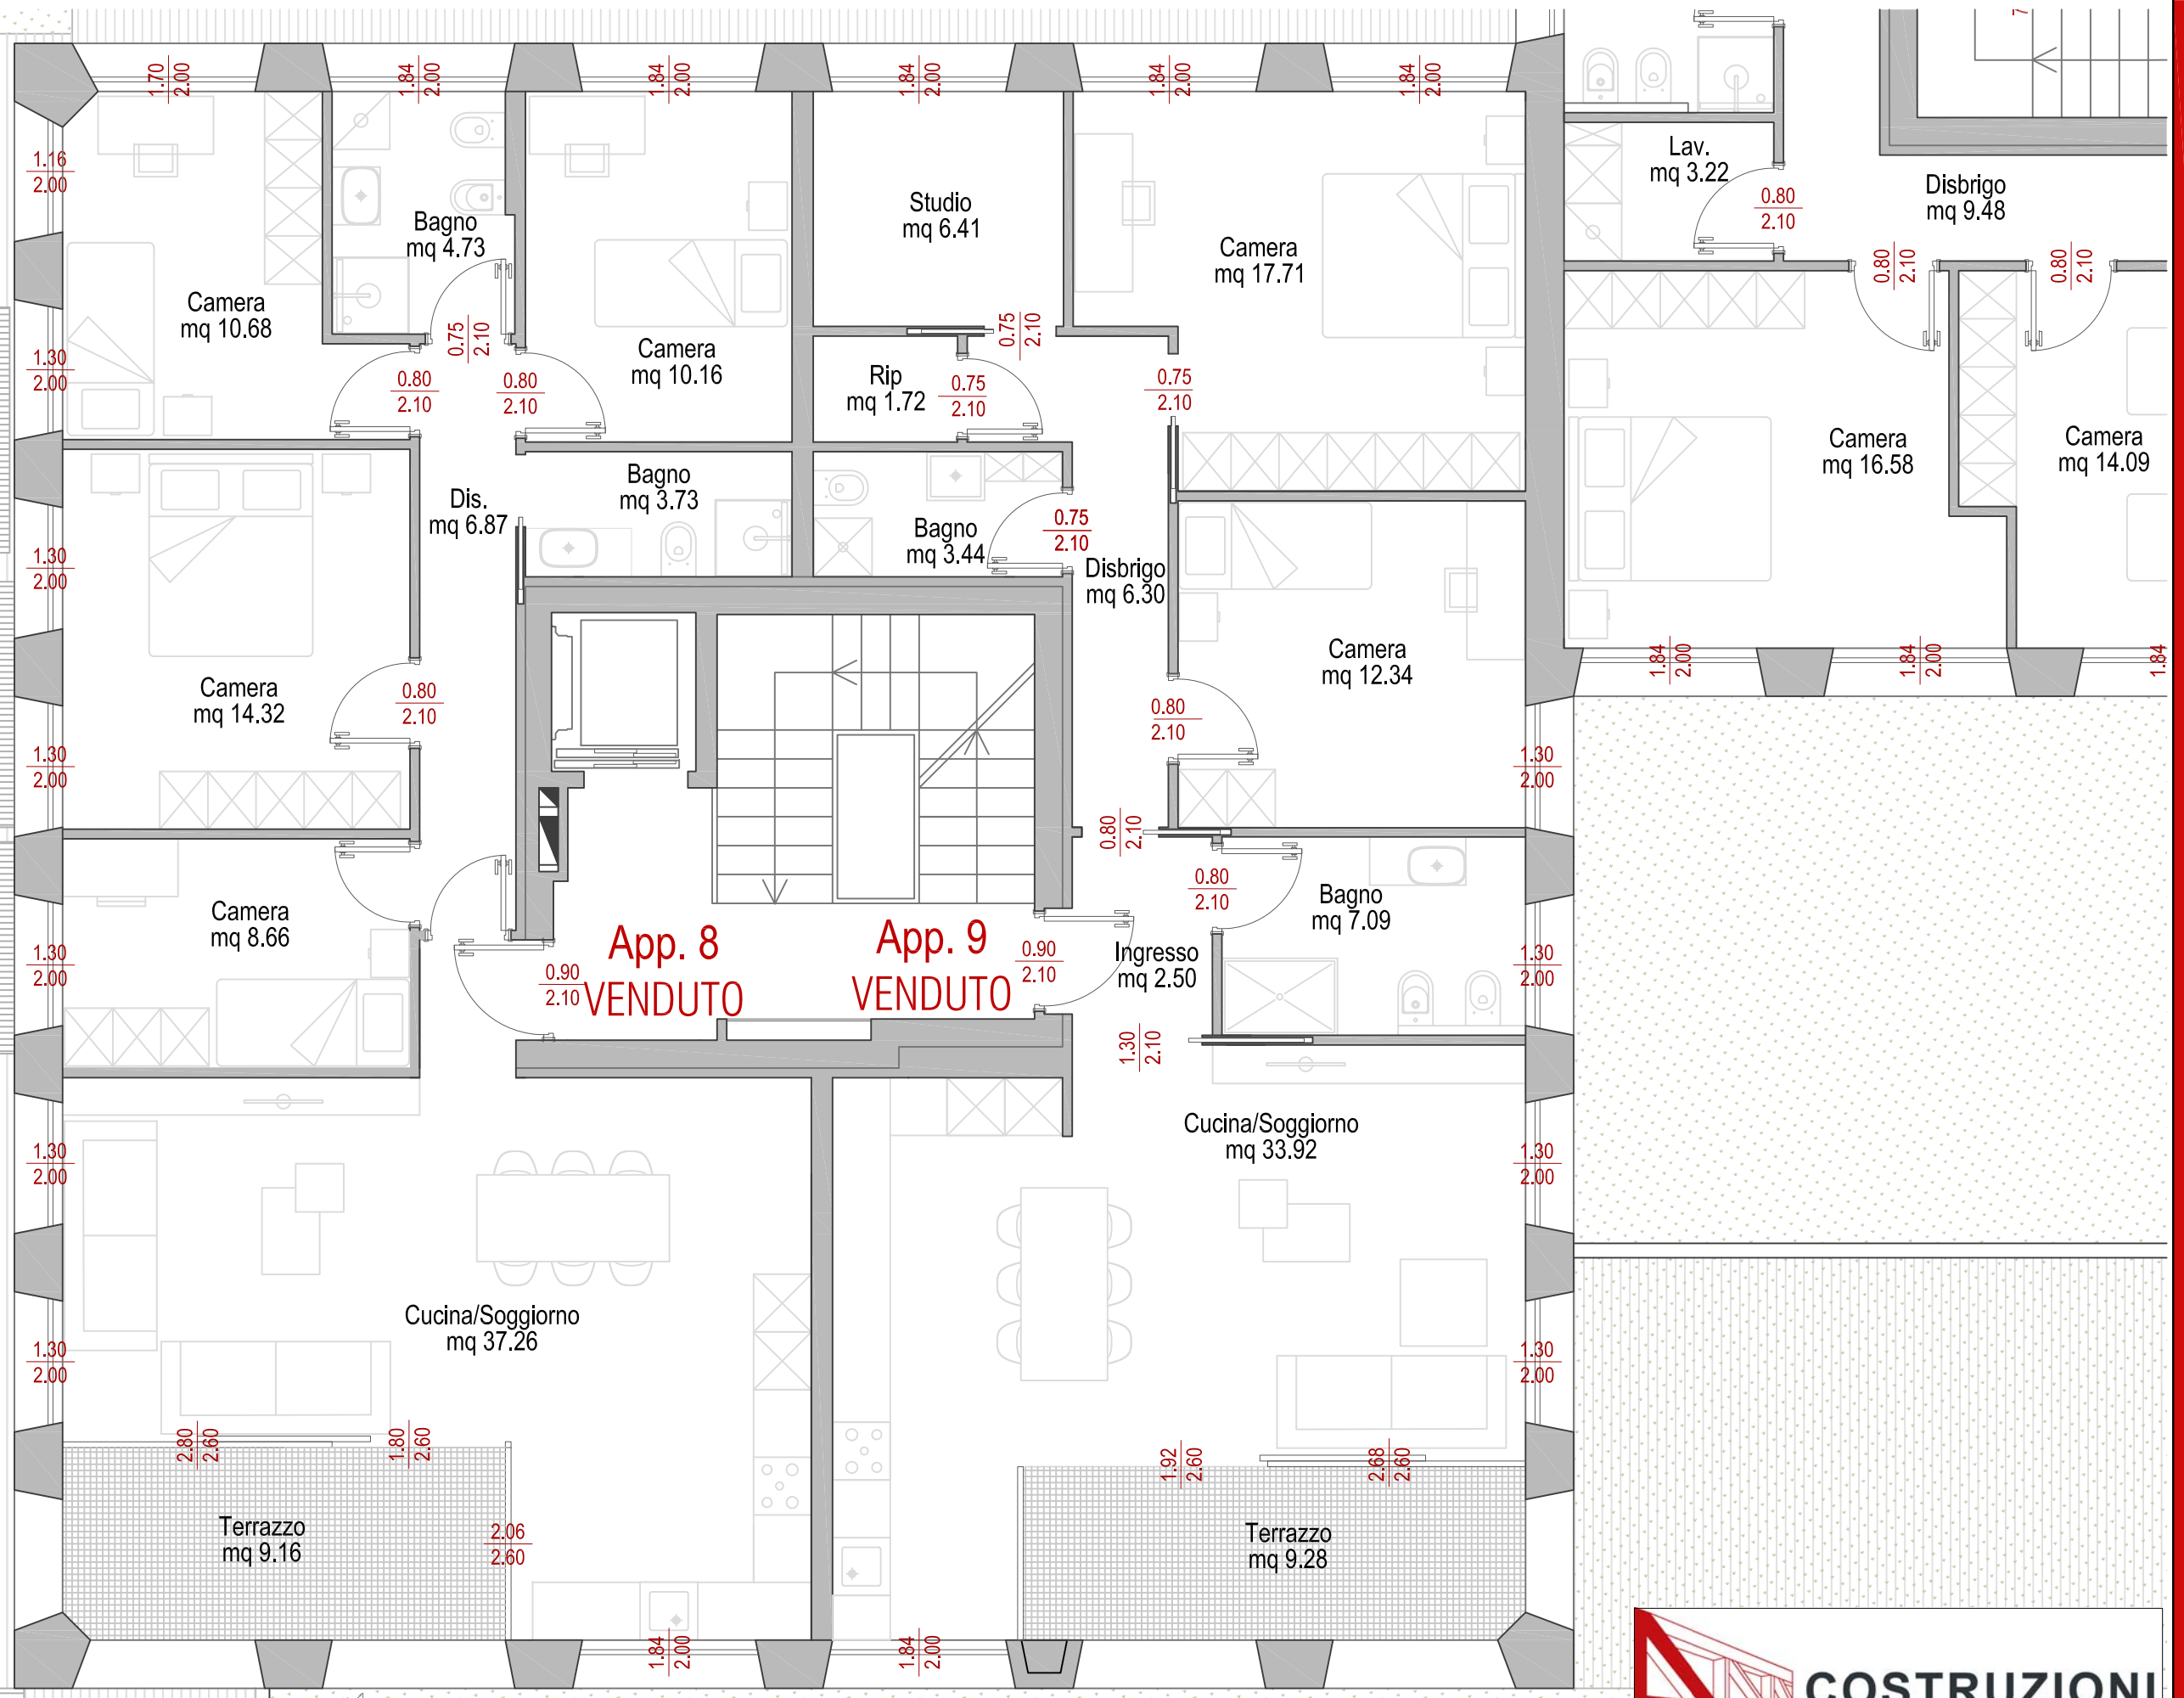 1.70
2.00
1.84
2.00
1.84
2.00
1.84
2.00
1.84
2.00
1.84
2.00
1.16
2.00
Lav.
mq 3.22
0.80
2.10
Disbrigo
mq 9.48
Bagno
mq 4.73
Studio
mq 6.41
Camera
mq 17.71
Camera
mq 10.68
0.75
2.10
Camera
mq 10.16
0.75
2.10
0.80
2.10
0.80
2.10
1.30
2.00
0.80
2.10
0.80
2.10
Rip
mq 1.72
0.75
2.10
0.75
2.10
Camera
mq 16.58
Camera
mq 14.09
Dis.
mq 6.87
Bagno
mq 3.73
Bagno
mq 3.44
0.75
2.10
1.30
2.00
Disbrigo
mq 6.30
Camera
mq 14.32
0.80
2.10
Camera
mq 12.34
0.80
2.10
1.84
2.00
1.84
2.00
1.84
1.30
2.00
1.30
2.00
0.80
2.10
Camera
mq 8.66
0.80
2.10
Bagno
mq 7.09
1.30
2.00
0.90
2.10
App. 8
VENDUTO
App. 9
VENDUTO
0.90
2.10
Ingresso
mq 2.50
1.30
2.00
1.30
2.10
1.30
2.00
Cucina/Soggiorno
mq 33.92
1.30
2.00
Cucina/Soggiorno
mq 37.26
1.30
2.00
1.30
2.00
2.80
2.60
1.80
2.60
1.92
2.60
2.68
2.60
Terrazzo
mq 9.16
2.06
2.60
Terrazzo
mq 9.28
1.84
2.00
1.84
2.00
COSTRUZIONI